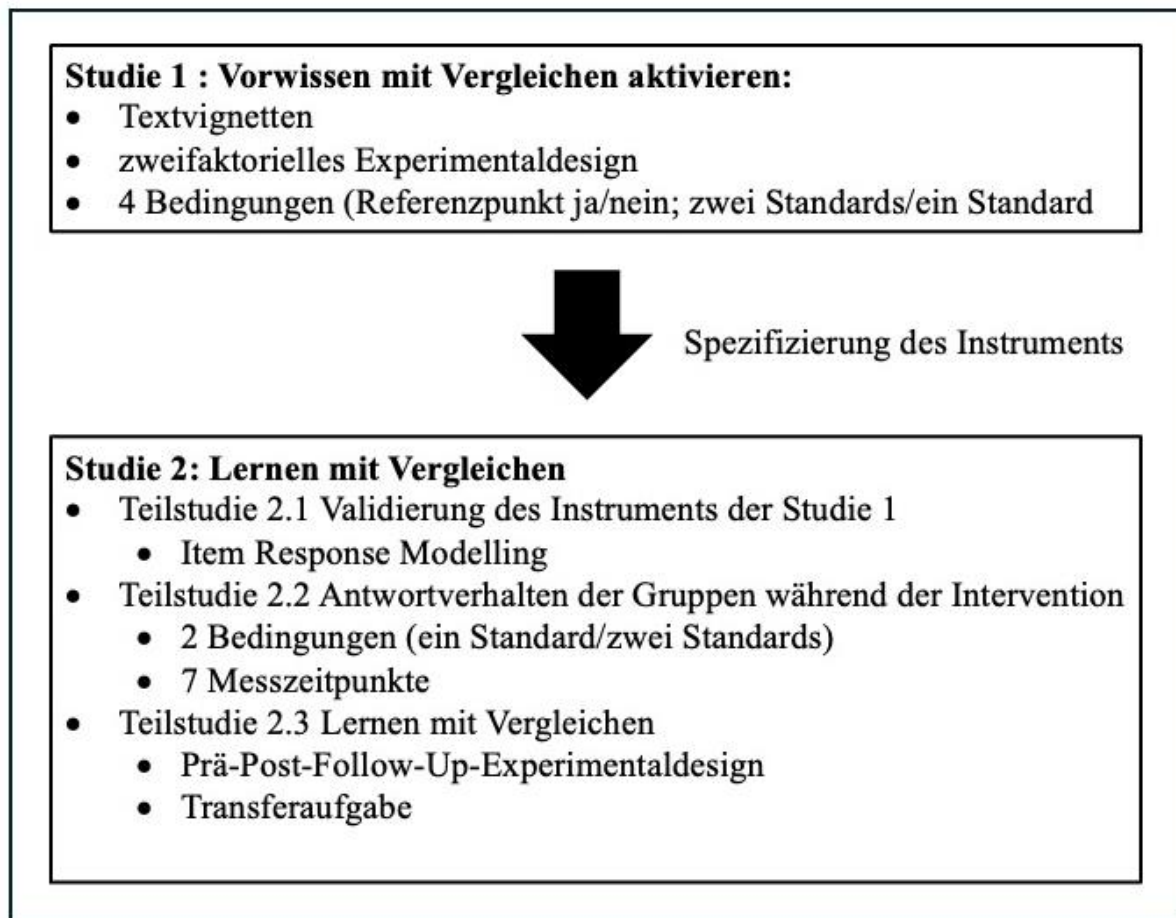 Studie 1 : Vorwissen mit Vergleichen aktivieren:
• Textvignetten
• zweifaktorielles Experimentaldesign
• 4 Bedingungen (Referenzpunkt ja/nein; zwei Standards/ein Standard
Spezifizierung des Instruments
Studie 2: Lernen mit Vergleichen
• Teilstudie 2.1 Validierung des Instruments der Studie 1
• Item Response Modelling
• Teilstudie 2.2 Antwortverhalten der Gruppen während der Intervention
• 2 Bedingungen (ein Standard/zwei Standards)
• 7 Messzeitpunkte
• Teilstudie 2.3 Lernen mit Vergleichen
• Prä-Post-Follow-Up-Experimentaldesign
• Transferaufgabe